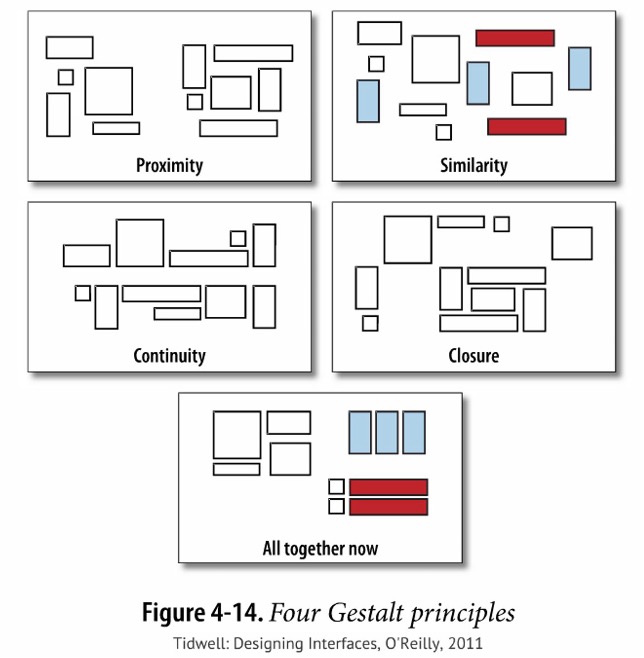 Proximity
Similarity
Continuity
Closure
All together now
Figure 4-14. Four Gestalt principles
Tidwell: Designing Interfaces, O'Reilly, 2011